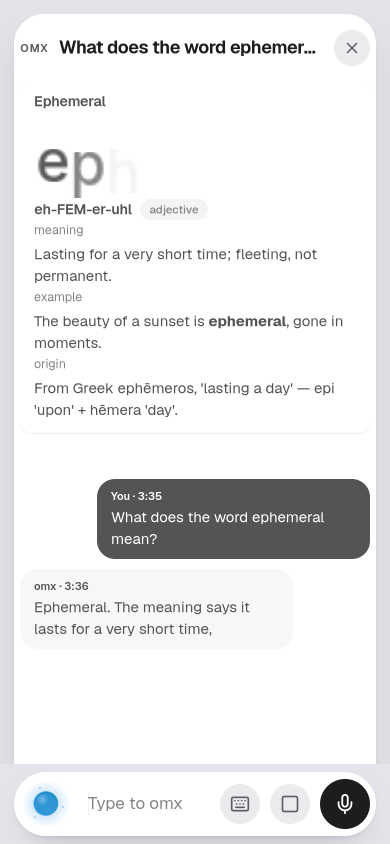 OMX What does the word ephemer...
Ephemeral
eph
eh-FEM-er-uhl adjective
meaning
Lasting for a very short time; fleeting, not
permanent.
example
The beauty of a sunset is ephemeral, gone in
moments.
origin
From Greek ephēmeros, 'lasting a day' — epi
'upon' + hēmera 'day'.
You · 3:35
What does the word ephemeral
mean?
omx · 3:36
Ephemeral. The meaning says it
lasts for a very short time,
Type to omx